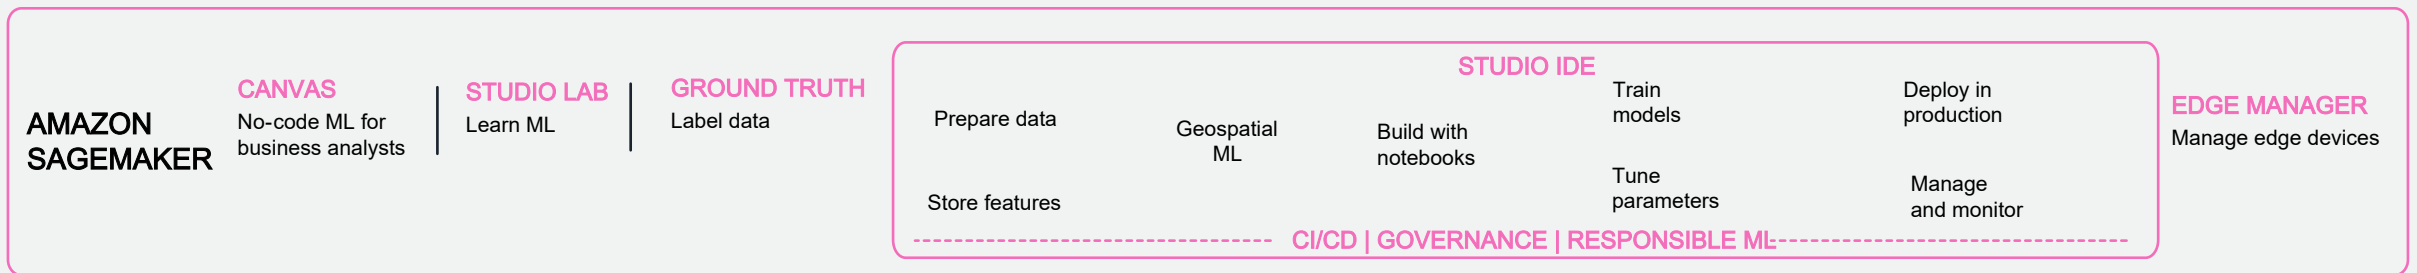 AMAZON
SAGEMAKER
CANVAS
No-code ML for
business analysts
STUDIO LAB
Learn ML
GROUND TRUTH
Label data
STUDIO IDE
Prepare data
Store features
Geospatial
ML
Build with
notebooks
Train
models
Tune
parameters
Deploy in
production
Manage
and monitor
CI/CD | GOVERNANCE | RESPONSIBLE ML
EDGE MANAGER
Manage edge devices